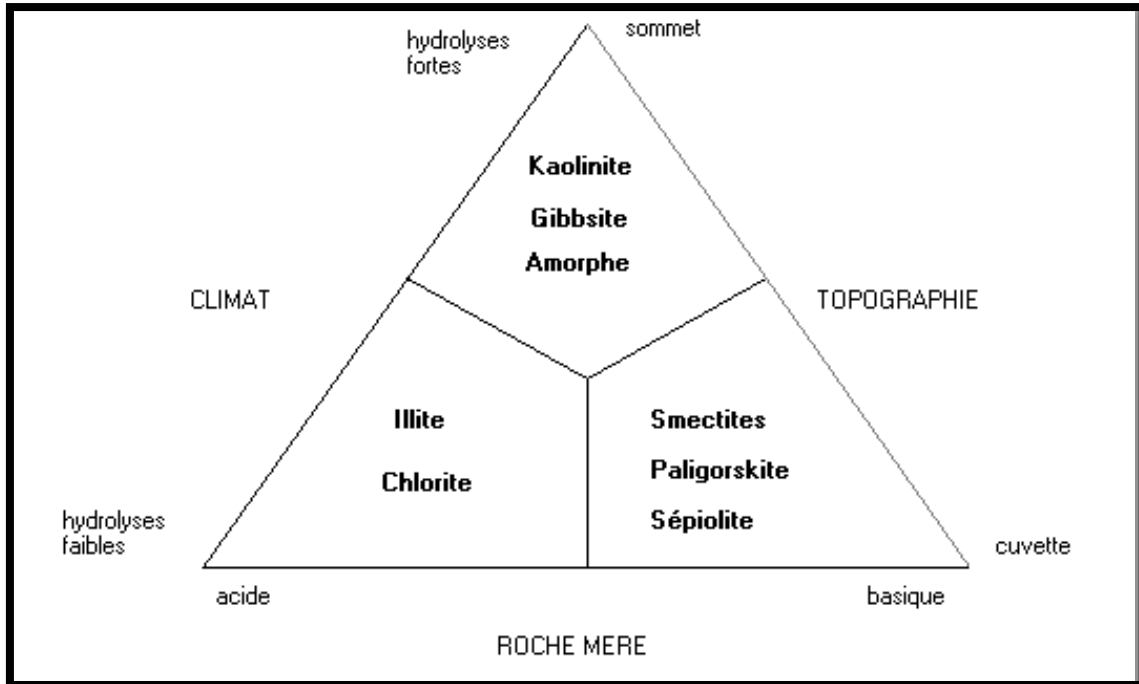 hydrolyses
fortes
sommet
Kaolinite
Gibbsite
Amorphe
CLIMAT
TOPOGRAPHIE
Illite
Chlorite
Smectites
Paligorskite
Sépiolite
hydrolyses
faibles
cuvette
acide
basique
ROCHE MERE